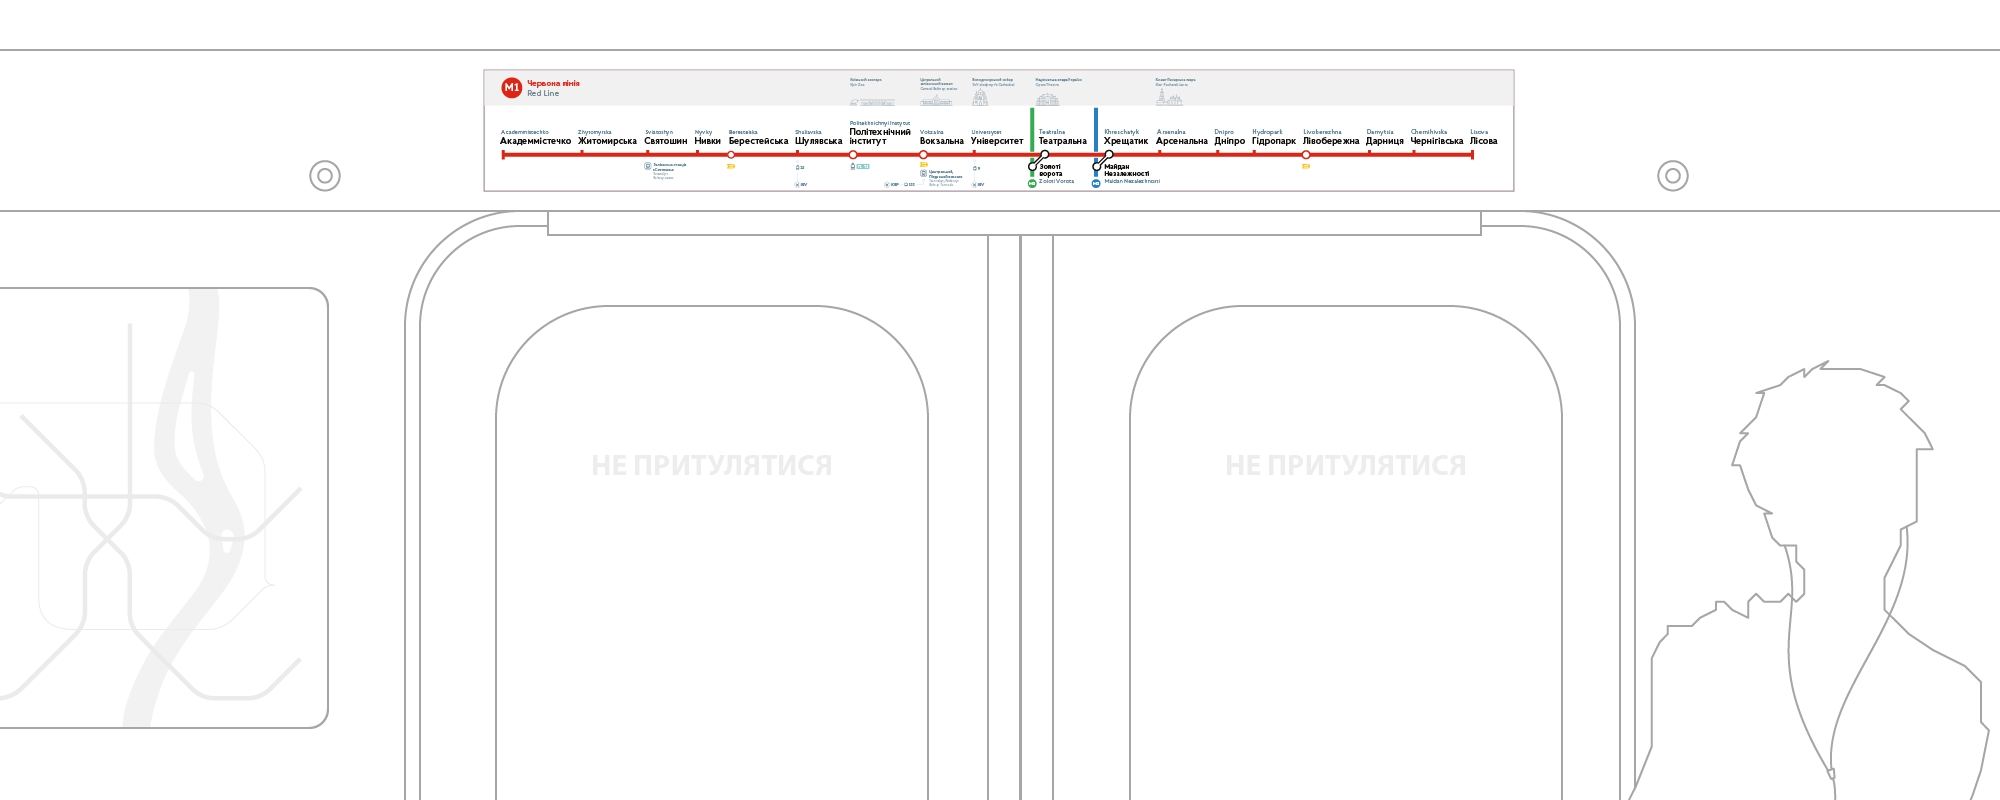 M1
Червона лінія
Red Line
Akademmistechko
Академмістечко
Zhytomyrska
Житомирська
Sviatoshyn
Святошин
Nyvky
Нивки
Beresteiska
Берестейська
Shuliavska
Шулявська
Politekhnichnyi Instytut
Політехнічний
інститут
Vokzalna
Вокзальна
Universytet
Університет
Teatralna
Театральна
Khreshchatyk
Хрещатик
Arsenalna
Арсенальна
Dnipro
Дніпро
Hydropark
Гідропарк
Livoberezhna
Лівобережна
Darnytsia
Дарниця
Chernihivska
Чернігівська
Lisova
Лісова
Золоті
ворота
Zoloti Vorota
Майдан
Незалежності
Maidan Nezalezhnosti
НЕ ПРИТУЛЯТИСЯ
НЕ ПРИТУЛЯТИСЯ